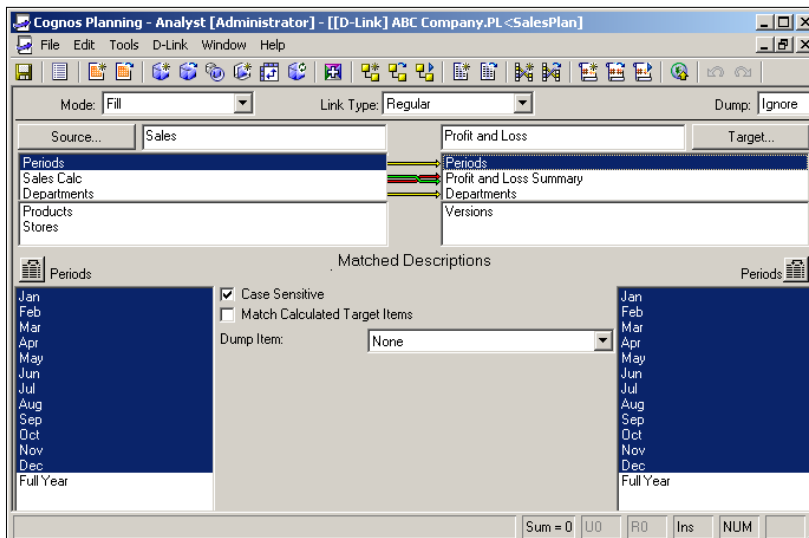 Cognos Planning - Analyst [Administrator] - [[D-Link] ABC Company.PL<SalesPlan]
File Edit Tools D-Link Window Help
Mode: Fill Link Type: Regular Dump: Ignore
Source... Sales Profit and Loss Target...
Periods Periods
Sales Calc Profit and Loss Summary
Departments Departments
Products Versions
Stores
Matched Descriptions
Periods Periods
Jan Case Sensitive Jan
Feb Match Calculated Target Items Feb
Mar Mar
Apr Dump Item: None Apr
May May
Jun Jun
Jul Jul
Aug Aug
Sep Sep
Oct Oct
Nov Nov
Dec Dec
Full Year Full Year
Sum = 0 U0 R0 Ins NUM